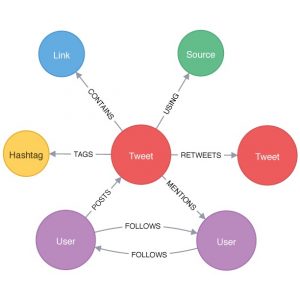 Link
Source
CONTAINS
USING
Hashtag
TAGS
Tweet
RETWEETS
Tweet
POSTS
MENTIONS
User
FOLLOWS
FOLLOWS
User